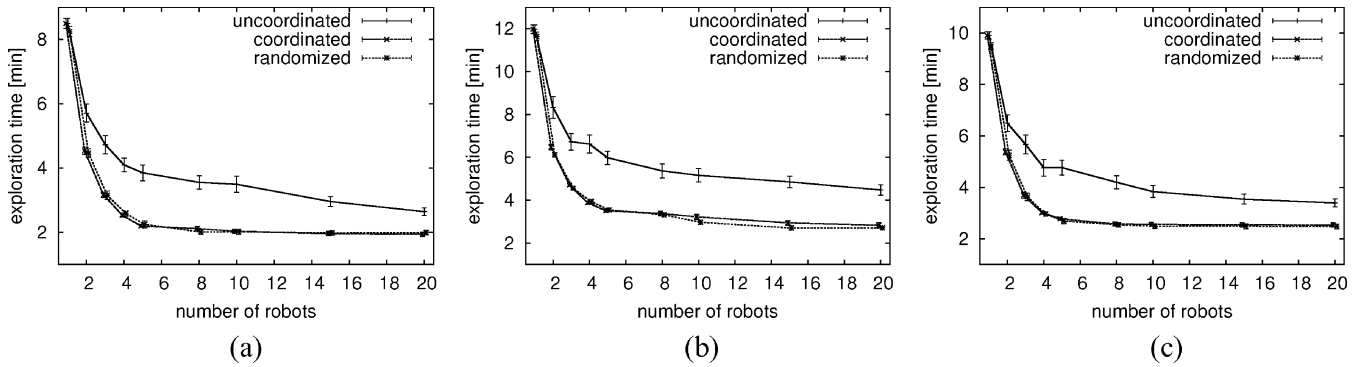 uncoordinated
coordinated
randomized
exploration time [min]
8
6
4
2
2 4 6 8 10 12 14 16 18 20
number of robots
(a)
uncoordinated
coordinated
randomized
exploration time [min]
12
10
8
6
4
2
2 4 6 8 10 12 14 16 18 20
number of robots
(b)
uncoordinated
coordinated
randomized
exploration time [min]
10
8
6
4
2
2 4 6 8 10 12 14 16 18 20
number of robots
(c)